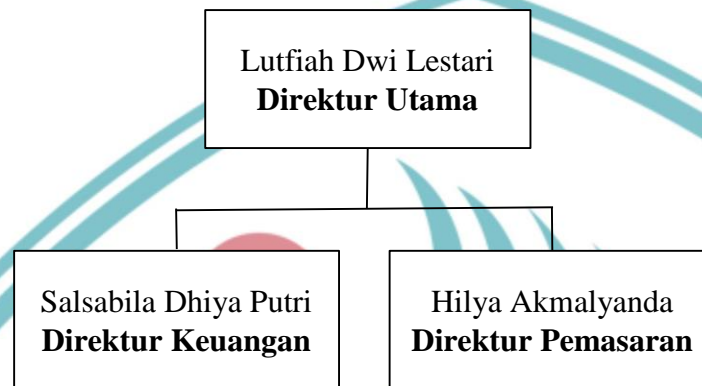 Lutfiah Dwi Lestari
Direktur Utama
Salsabila Dhiya Putri
Direktur Keuangan
Hilya Akmalyanda
Direktur Pemasaran